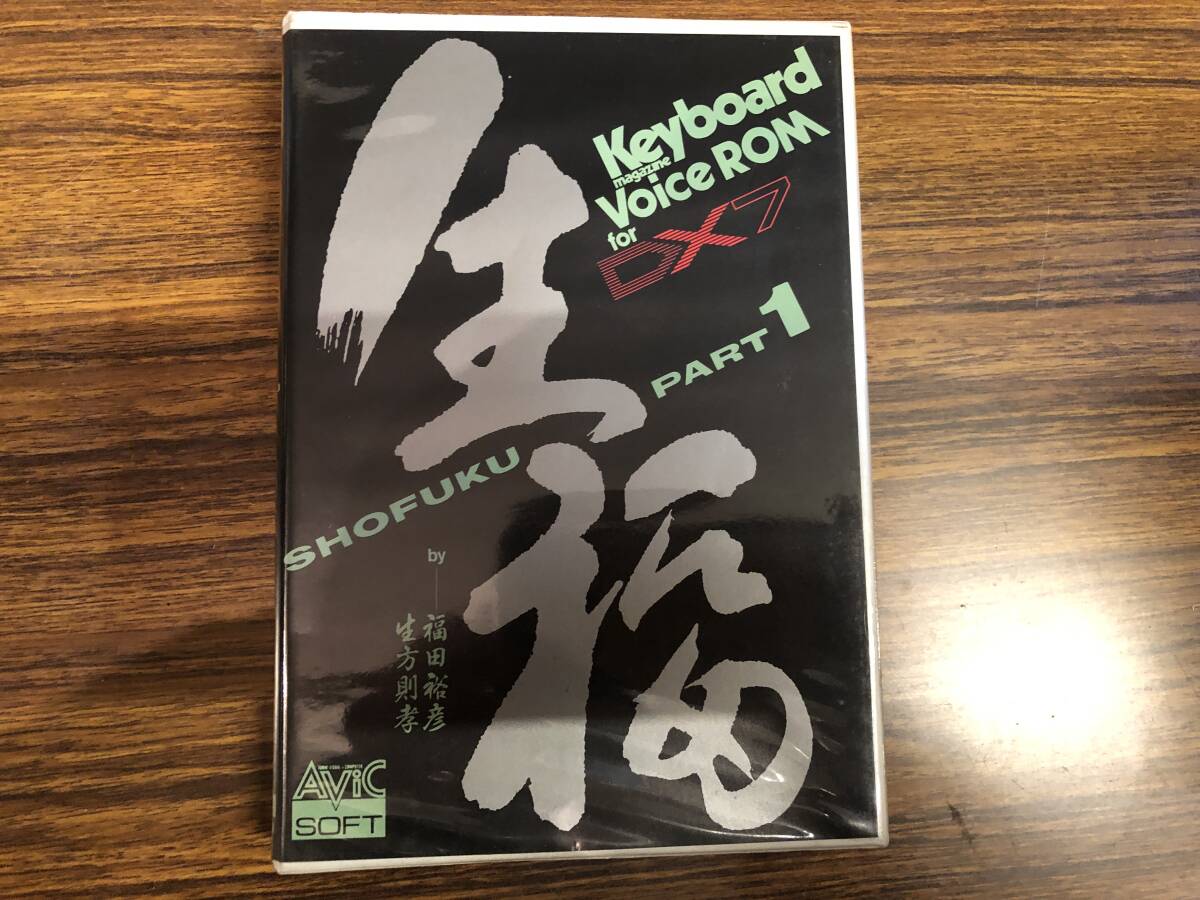 Keyboard
magazine
Voice ROM
for DX7
PART 1
生福
SHOFUKU
by
福田裕彦
生方則孝
AViC
SOFT